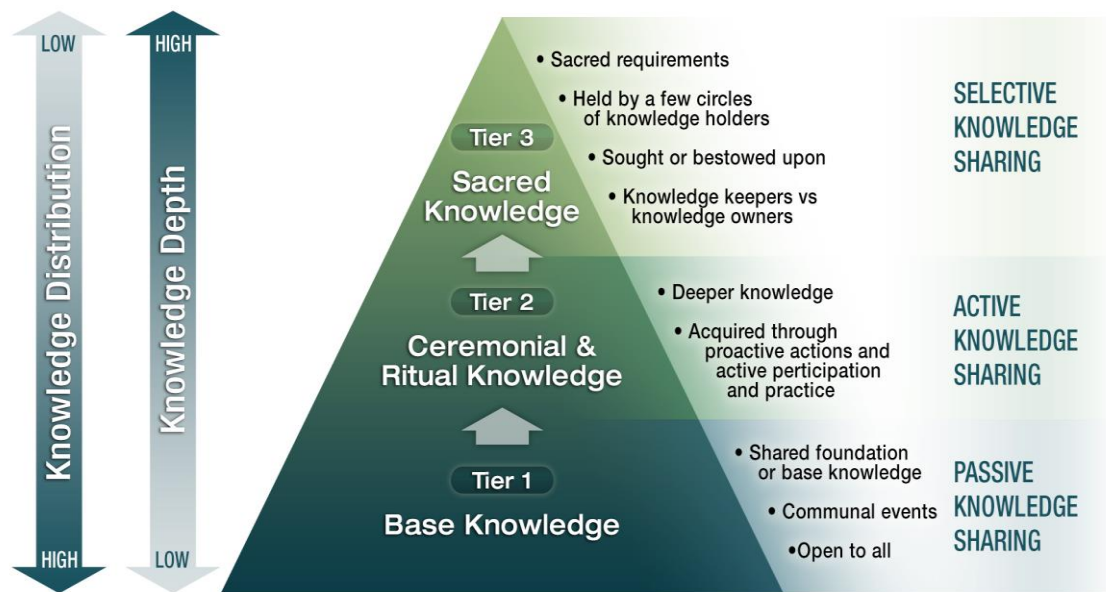 LOW
Knowledge Distribution
HIGH
HIGH
Knowledge Depth
LOW
Tier 3
Sacred
Knowledge
• Sacred requirements
• Held by a few circles
of knowledge holders
• Sought or bestowed upon
• Knowledge keepers vs
knowledge owners
SELECTIVE
KNOWLEDGE
SHARING
Tier 2
Ceremonial &
Ritual Knowledge
• Deeper knowledge
• Acquired through
proactive actions and
active perticipation
and practice
ACTIVE
KNOWLEDGE
SHARING
Tier 1
Base Knowledge
• Shared foundation
or base knowledge
• Communal events
•Open to all
PASSIVE
KNOWLEDGE
SHARING